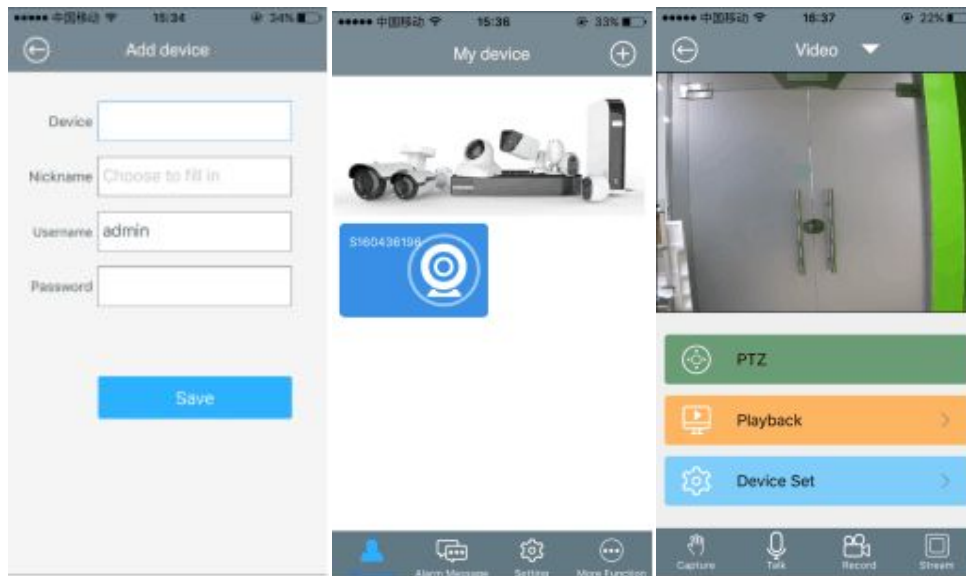 中国移动 15:34 34%
Add device
Device
Nickname Choose to fill in
Username admin
Password
Save
中国移动 15:36 33%
My device
S160436196
Alarm Message Setting More Function
中国移动 16:37 22%
Video
PTZ
Playback
Device Set
Capture Talk Record Stream